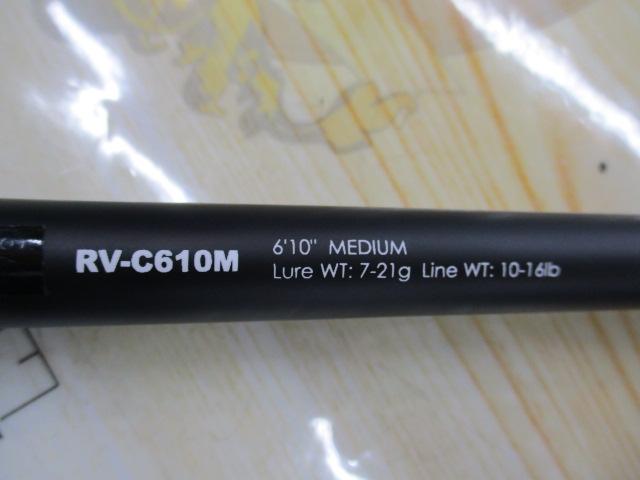 RV-C610M
6'10" MEDIUM
Lure WT: 7-21g Line WT: 10-16lb